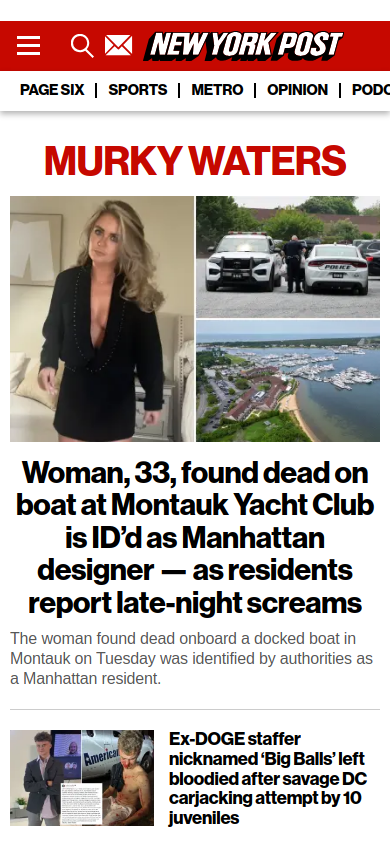 NEW YORK POST
PAGE SIX | SPORTS | METRO | OPINION |
MURKY WATERS
POLICE
Woman, 33, found dead on
boat at Montauk Yacht Club
is ID’d as Manhattan
designer — as residents
report late-night screams
The woman found dead onboard a docked boat in
Montauk on Tuesday was identified by authorities as
a Manhattan resident.
Ex-DOGE staffer
nicknamed ‘Big Balls’ left
bloodied after savage DC
carjacking attempt by 10
juveniles